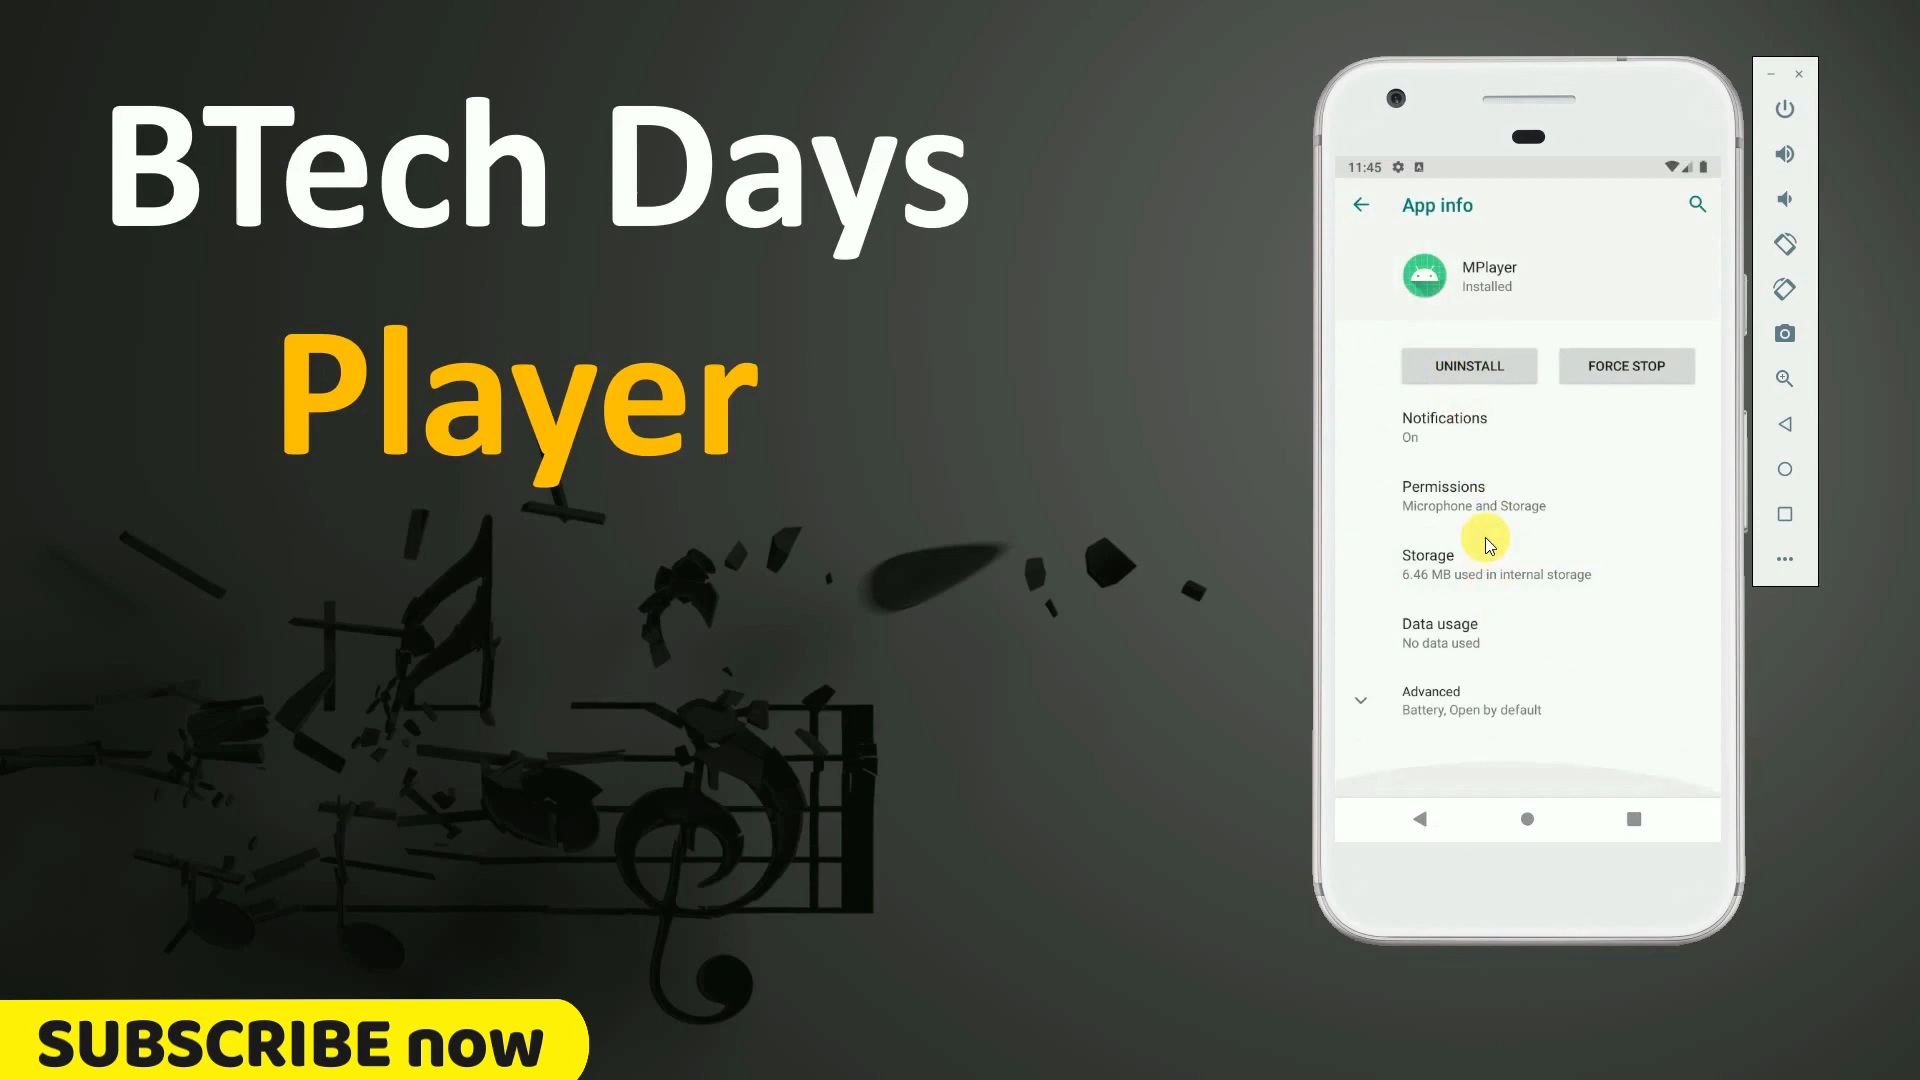 BTech Days
Player
11:45
App info
MPlayer
Installed
UNINSTALL
FORCE STOP
Notifications
On
Permissions
Microphone and Storage
Storage
6.46 MB used in internal storage
Data usage
No data used
Advanced
Battery, Open by default
SUBSCRIBE now